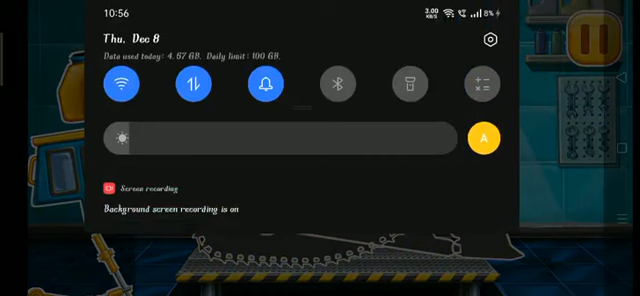 10:56
3.00 KB/S 8%
Thu, Dec 8
Data used today: 4.67 GB. Daily limit: 100 GB.
A
Screen recording
Background screen recording is on